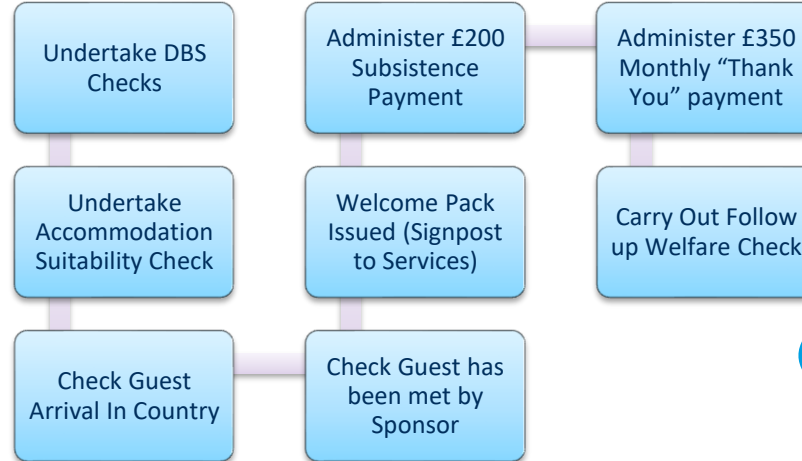 Undertake DBS
Checks
Undertake
Accommodation
Suitability Check
Check Guest
Arrival In Country
Check Guest has
been met by
Sponsor
Welcome Pack
Issued (Signpost
to Services)
Administer £200
Subsistence
Payment
Administer £350
Monthly “Thank
You” payment
Carry Out Follow
up Welfare Check